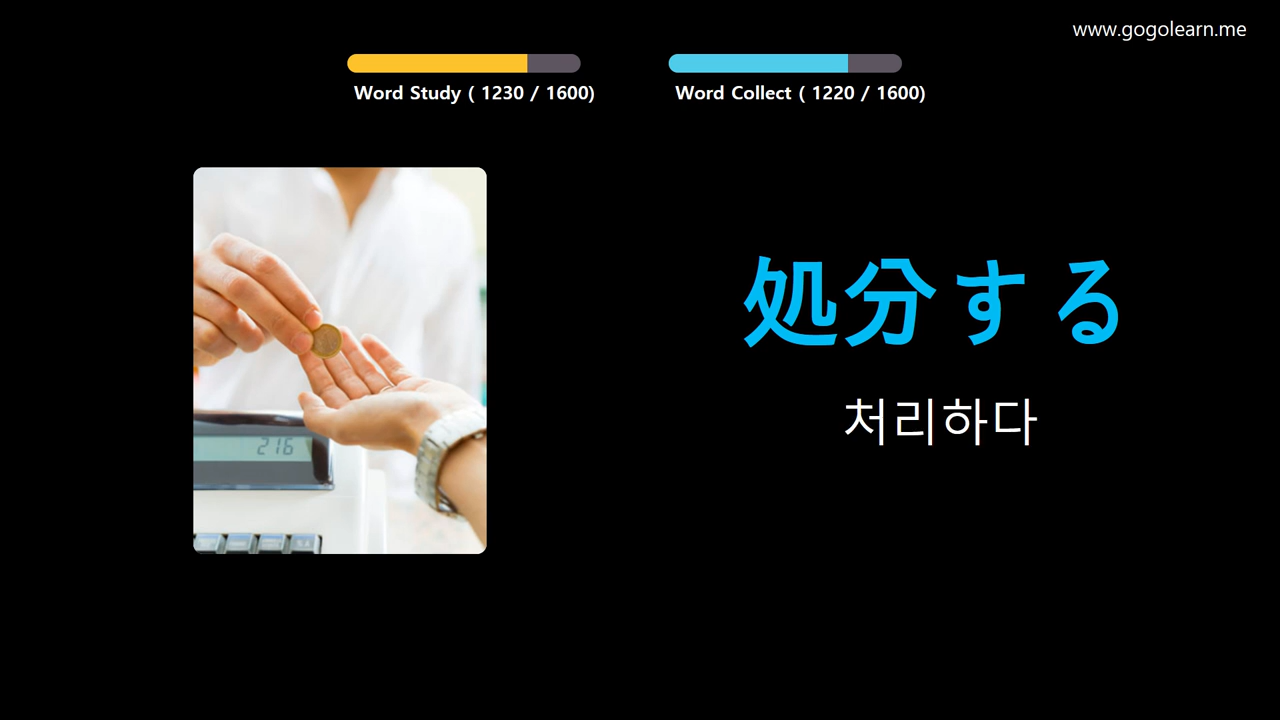 www.gogolearn.me
Word Study ( 1230 / 1600)
Word Collect ( 1220 / 1600)
処分する
처리하다
216